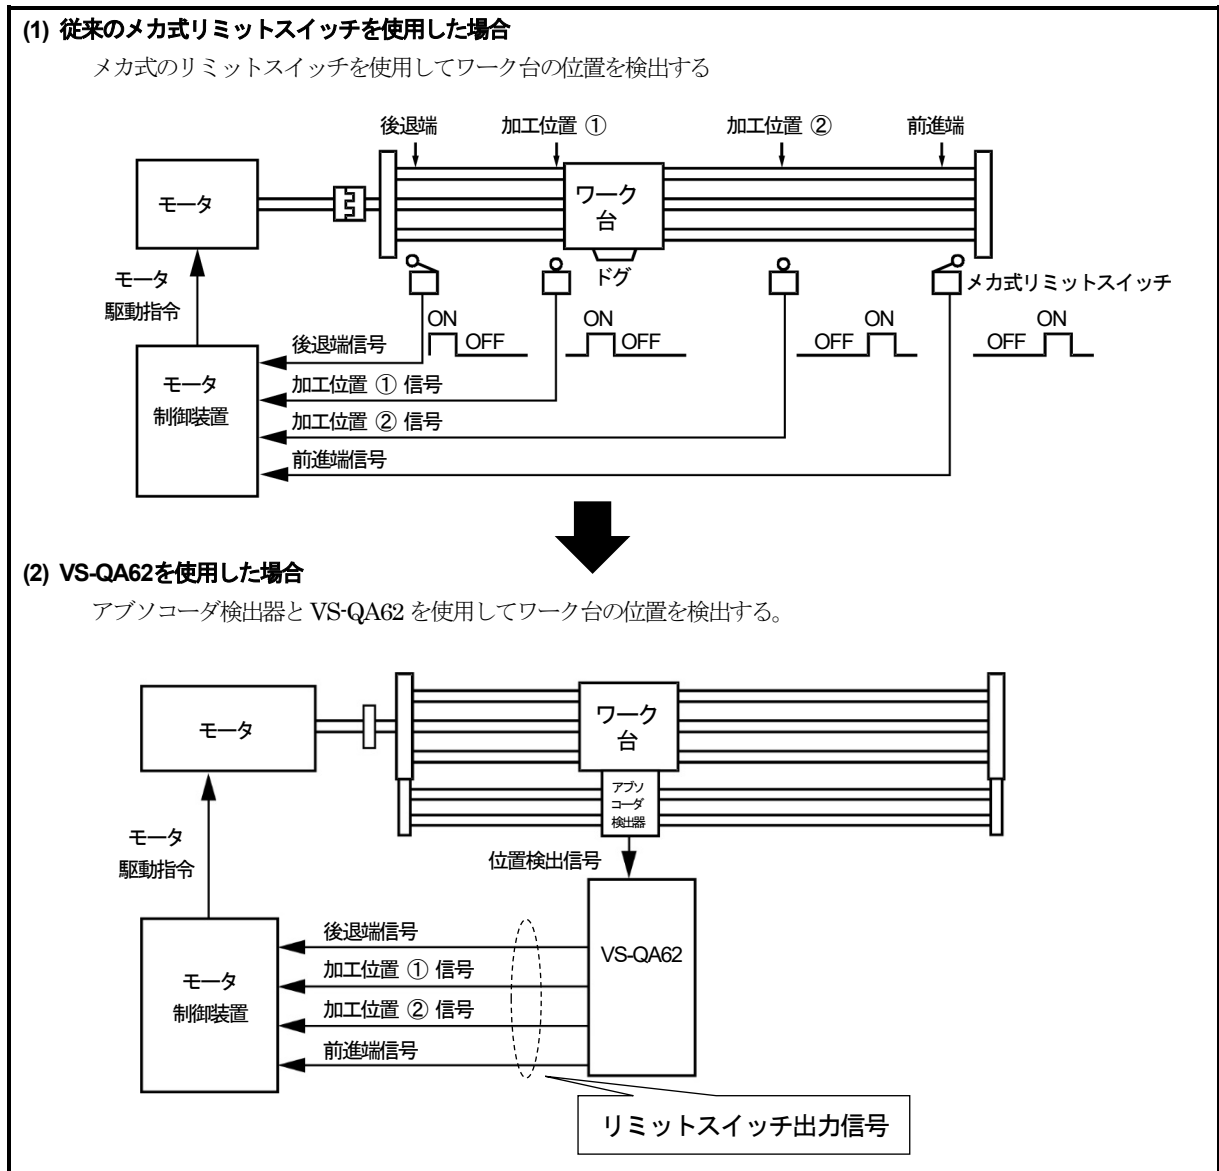 (1) 従来のメカ式リミットスイッチを使用した場合
メカ式のリミットスイッチを使用してワーク台の位置を検出する
後退端
加工位置 ①
加工位置 ②
前進端
モータ
ワーク
台
ドグ
メカ式リミットスイッチ
モータ
駆動指令
ON
OFF
ON
OFF
OFF
ON
OFF
ON
後退端信号
加工位置 ① 信号
加工位置 ② 信号
前進端信号
モータ
制御装置
(2) VS-QA62を使用した場合
アブソコーダ検出器と VS-QA62 を使用してワーク台の位置を検出する。
モータ
ワーク
台
アブソ
コーダ
検出器
モータ
駆動指令
位置検出信号
後退端信号
加工位置 ① 信号
加工位置 ② 信号
前進端信号
VS-QA62
モータ
制御装置
リミットスイッチ出力信号